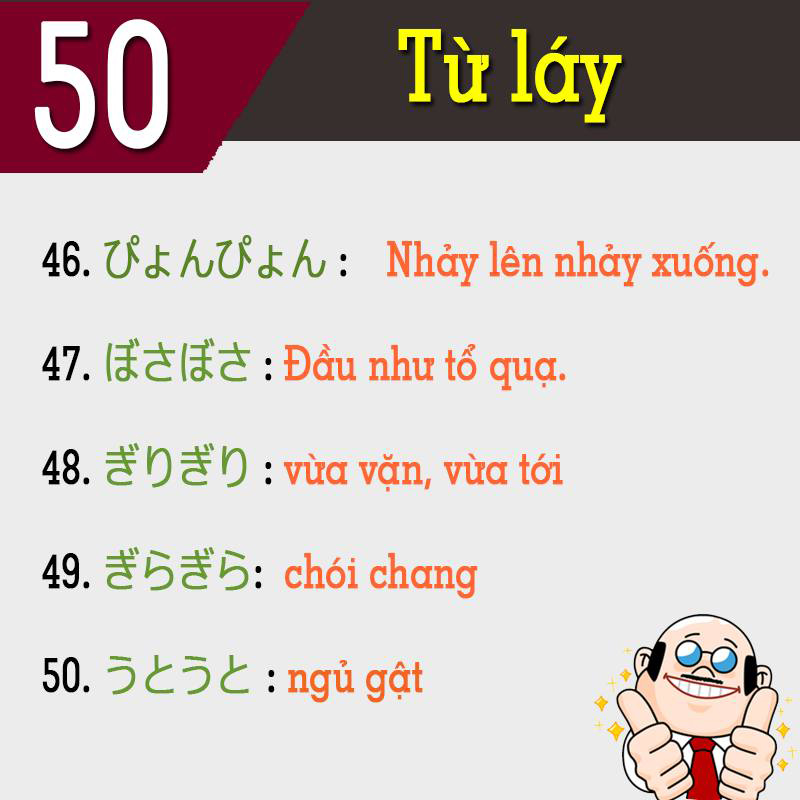 50
Từ láy
46. ぴょんぴょん : Nhảy lên nhảy xuống.
47. ぼさぼさ : Đầu như tổ quạ.
48. ぎりぎり : vừa vặn, vừa tới
49. ぎらぎら: chói chang
50. うとうと : ngủ gật